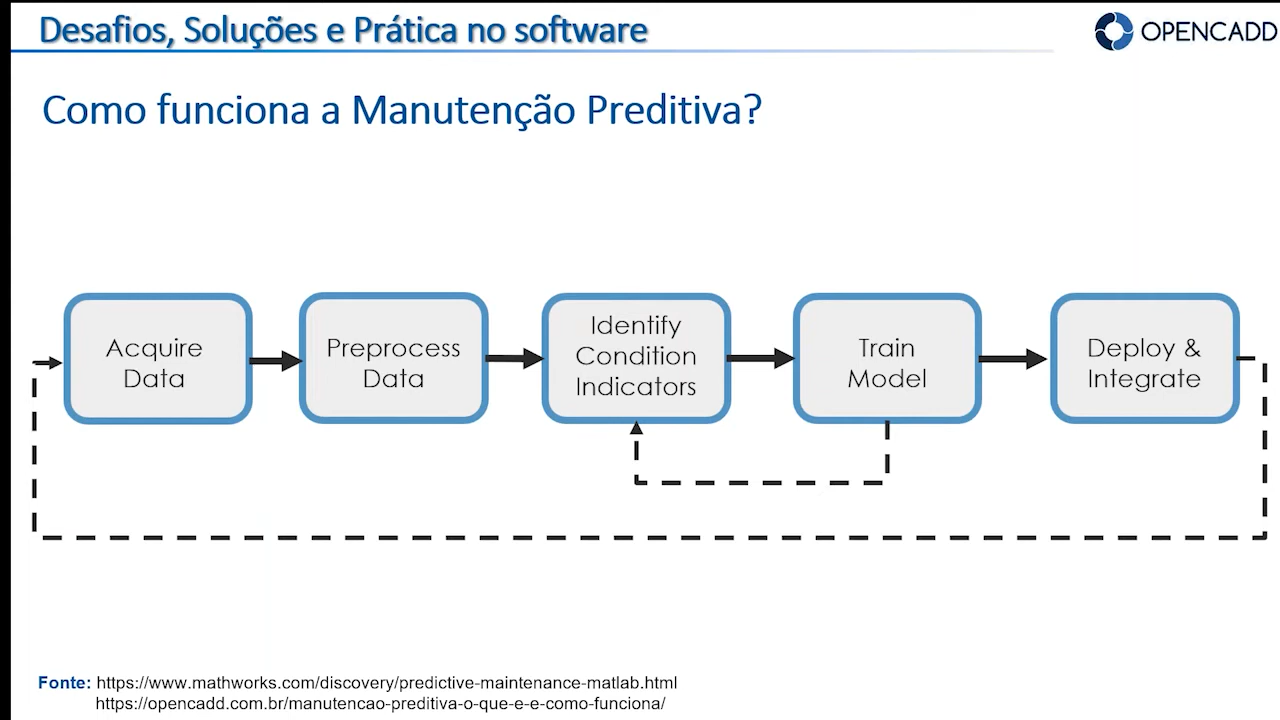 Desafios, Soluções e Prática no software
OPENCADD
Como funciona a Manutenção Preditiva?
Acquire
Data
Preprocess
Data
Identify
Condition
Indicators
Train
Model
Deploy &
Integrate
Fonte: https://www.mathworks.com/discovery/predictive-maintenance-matlab.html
https://opencadd.com.br/manutencao-preditiva-o-que-e-e-como-funciona/